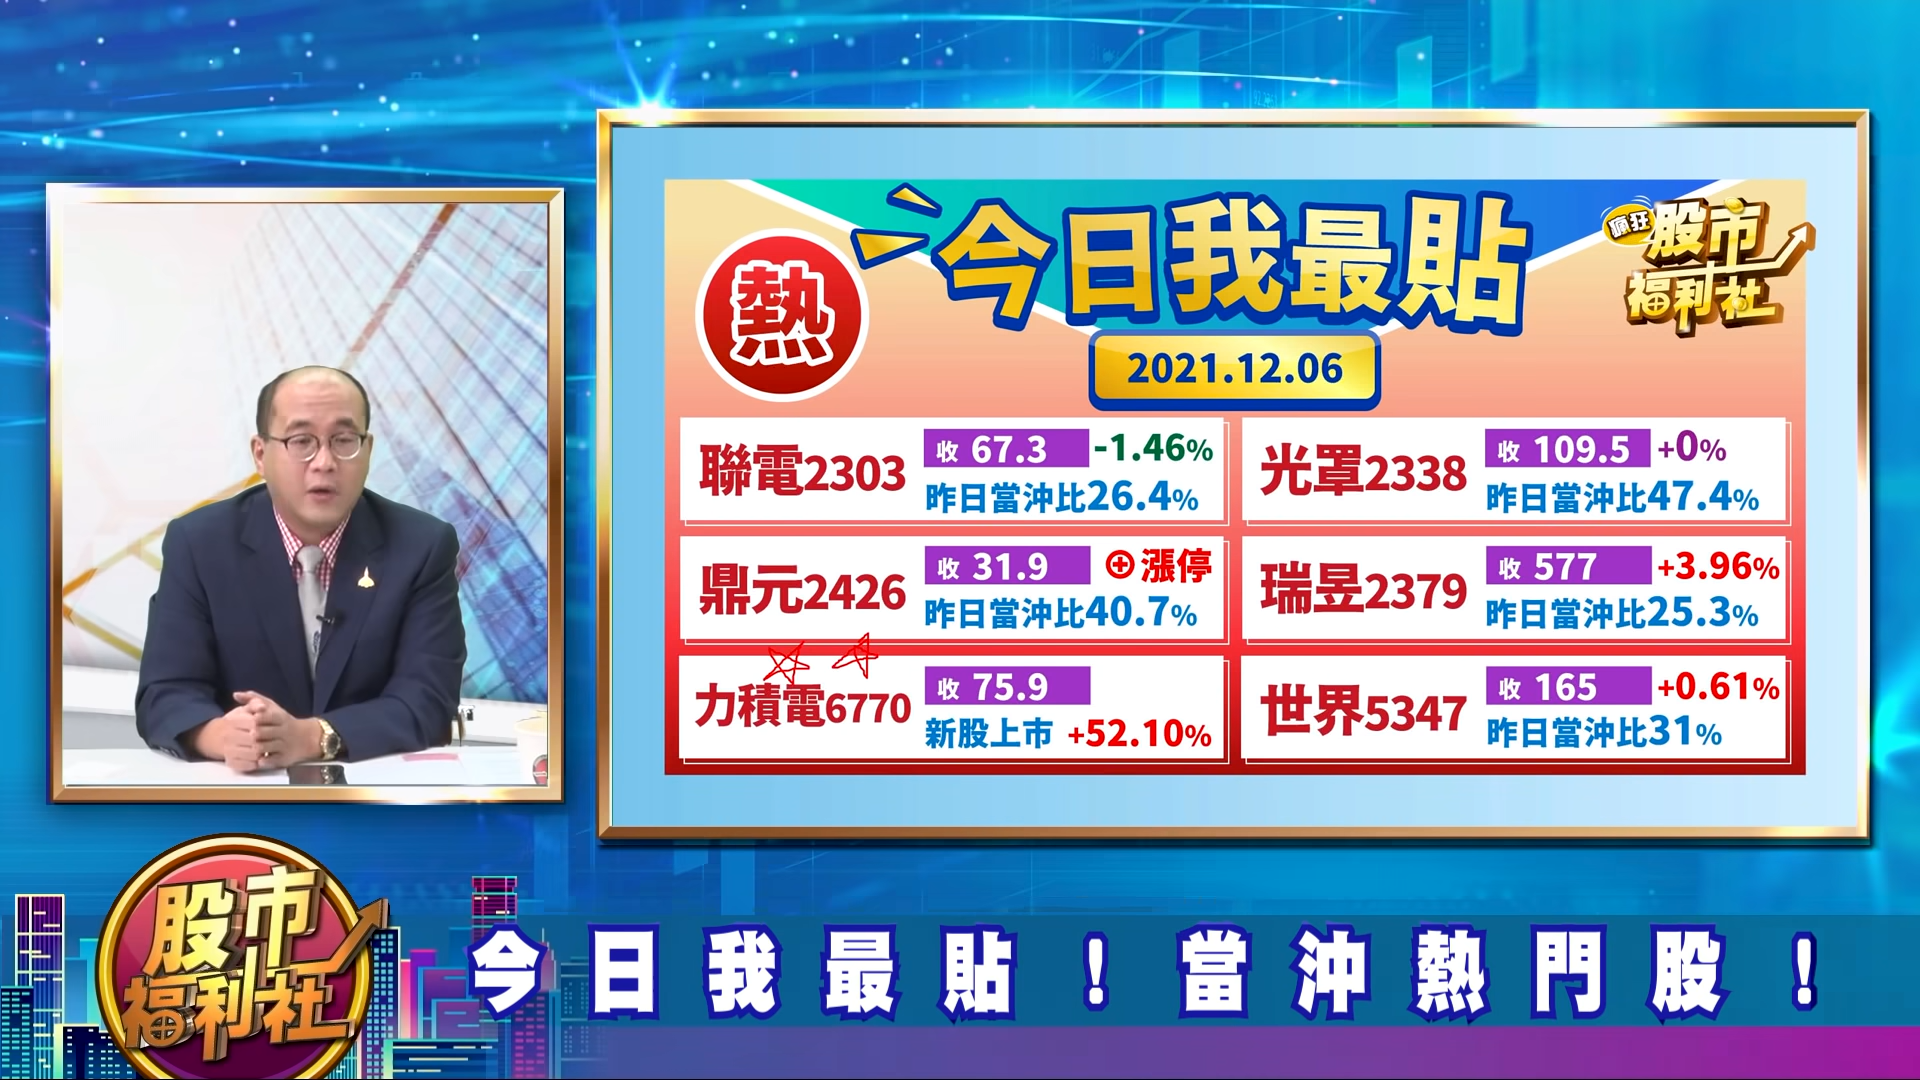 熱
今日我最貼
瘋狂
股市
福利社
2021.12.06
聯電2303
收 67.3 -1.46%
昨日當沖比26.4%
光罩2338
收 109.5 +0%
昨日當沖比47.4%
鼎元2426
收 31.9 ⊕漲停
昨日當沖比40.7%
瑞昱2379
收 577 +3.96%
昨日當沖比25.3%
力積電6770
收 75.9
新股上市 +52.10%
世界5347
收 165 +0.61%
昨日當沖比31%
股市
福利社
今日我最貼！當沖熱門股！